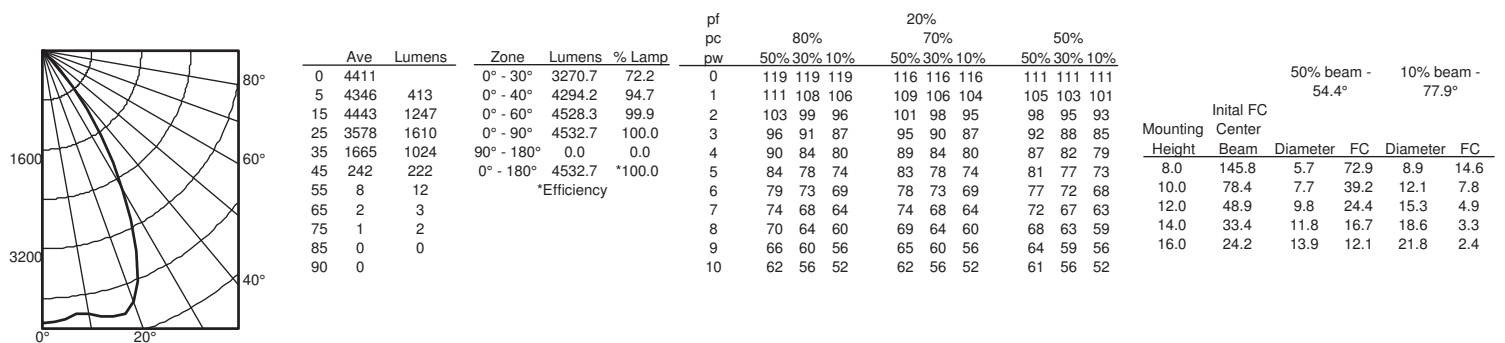 80°
60°
40°
20°
0°
1600
3200
Ave Lumens
0 4411
5 4346 413
15 4443 1247
25 3578 1610
35 1665 1024
45 242 222
55 8 12
65 2 3
75 1 2
85 0 0
90 0
Zone Lumens % Lamp
0° - 30° 3270.7 72.2
0° - 40° 4294.2 94.7
0° - 60° 4528.3 99.9
0° - 90° 4532.7 100.0
90° - 180° 0.0 0.0
0° - 180° 4532.7 *100.0
*Efficiency
pf 20%
pc 80% 70% 50%
pw 50% 30% 10% 50% 30% 10% 50% 30% 10%
0 119 119 119 116 116 116 111 111 111
1 111 108 106 109 106 104 105 103 101
2 103 99 96 101 98 95 98 95 93
3 96 91 87 95 90 87 92 88 85
4 90 84 80 89 84 80 87 82 79
5 84 78 74 83 78 74 81 77 73
6 79 73 69 78 73 69 77 72 68
7 74 68 64 74 68 64 72 67 63
8 70 64 60 69 64 60 68 63 59
9 66 60 56 65 60 56 64 59 56
10 62 56 52 62 56 52 61 56 52
50% beam - 10% beam -
54.4° 77.9°
Inital FC
Mounting Center
Height Beam Diameter FC Diameter FC
8.0 145.8 5.7 72.9 8.9 14.6
10.0 78.4 7.7 39.2 12.1 7.8
12.0 48.9 9.8 24.4 15.3 4.9
14.0 33.4 11.8 16.7 18.6 3.3
16.0 24.2 13.9 12.1 21.8 2.4